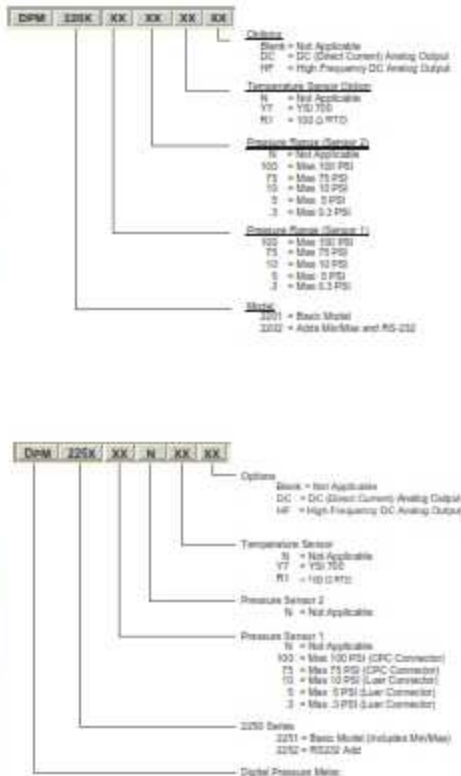 DPM 220X XX XX XX XX
Options
Blank = Not Applicable
DC = DC (Direct Current) Analog Output
HF = High Frequency DC Analog Output
Temperature Sensor Option
N = Not Applicable
Y7 = YSI 700
R1 = 100 Ω RTD
Pressure Range (Sensor 2)
N = Not Applicable
100 = Max 100 PSI
75 = Max 75 PSI
10 = Max 10 PSI
5 = Max 5 PSI
.3 = Max 0.3 PSI
Pressure Range (Sensor 1)
100 = Max 100 PSI
75 = Max 75 PSI
10 = Max 10 PSI
5 = Max 5 PSI
.3 = Max 0.3 PSI
Model
2201 = Basic Model
2202 = Adds Min/Max and RS-232
DPM 225X XX N XX XX
Options
Blank = Not Applicable
DC = DC (Direct Current) Analog Output
HF = High Frequency DC Analog Output
Temperature Sensor
N = Not Applicable
Y7 = YSI 700
R1 = 100 Ω RTD
Pressure Sensor 2
N = Not Applicable
Pressure Sensor 1
N = Not Applicable
100 = Max 100 PSI (CPC Connector)
75 = Max 75 PSI (CPC Connector)
10 = Max 10 PSI (Luer Connector)
5 = Max 5 PSI (Luer Connector)
.3 = Max .3 PSI (Luer Connector)
2250 Series
2251 = Basic Model (Includes Min/Max)
2252 = RS232 Add
Digital Pressure Meter